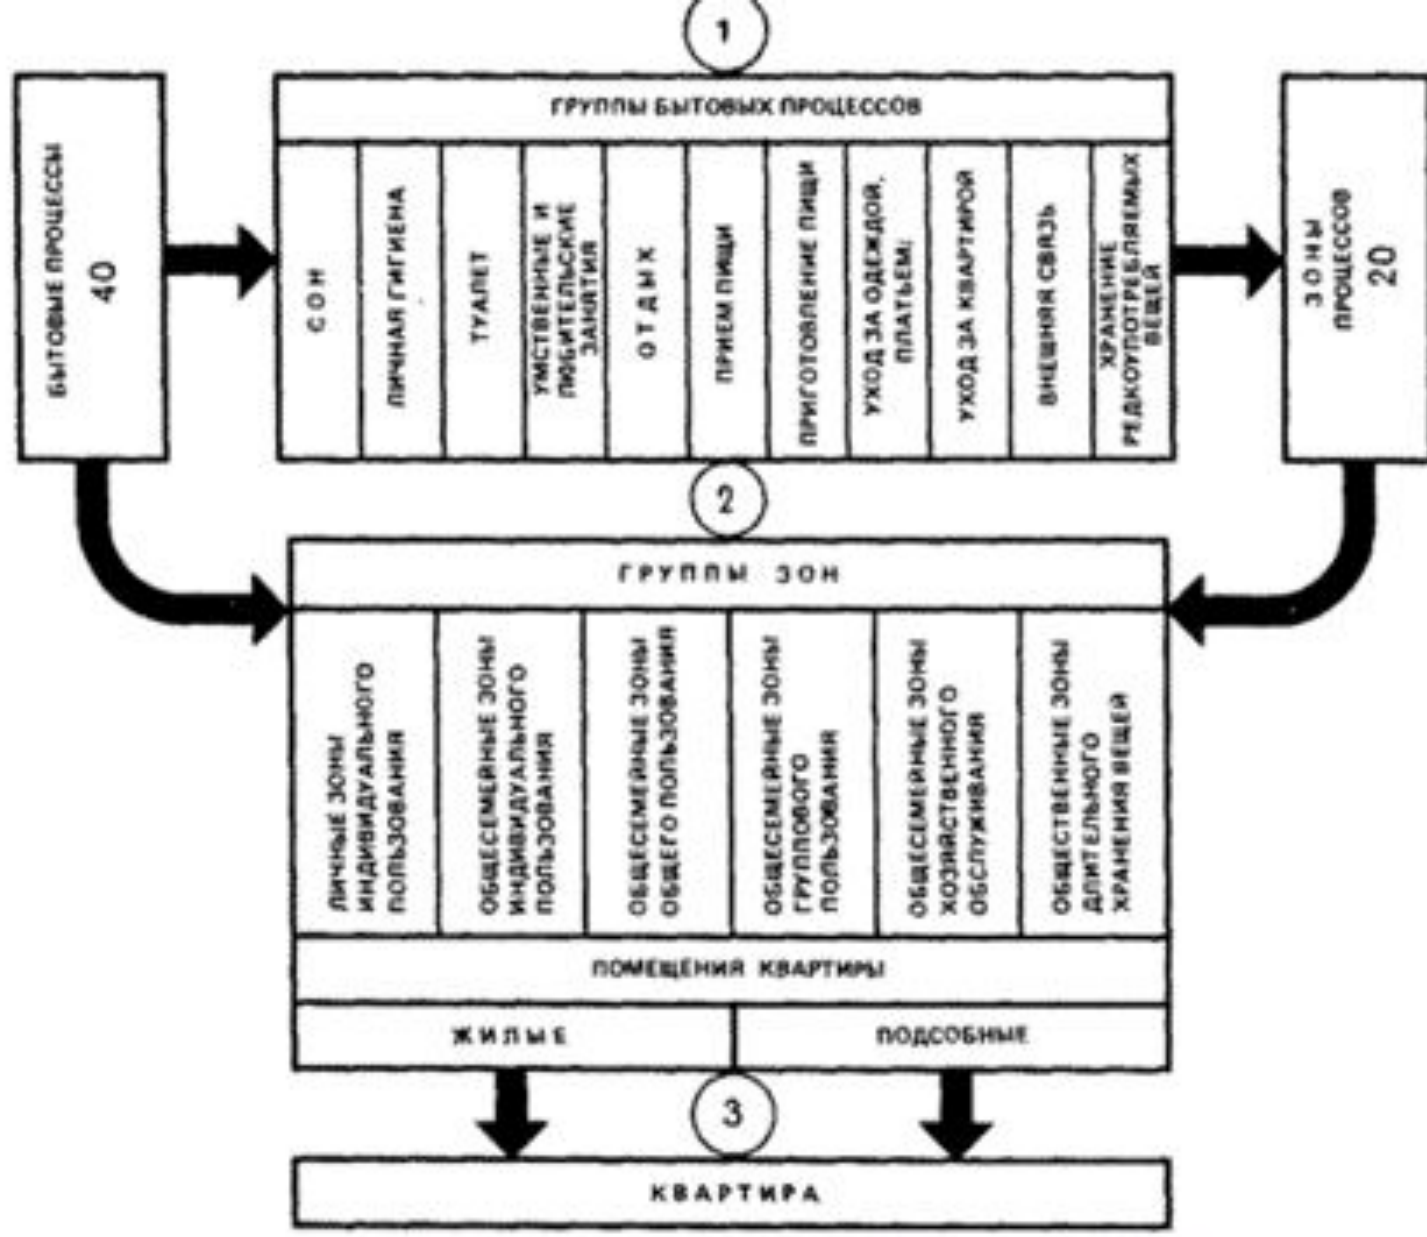 1
ГРУППЫ БЫТОВЫХ ПРОЦЕССОВ
БЫТОВЫЕ ПРОЦЕССЫ
40
СОН
ЛИЧНАЯ ГИГИЕНА
ТУАЛЕТ
УМСТВЕННЫЕ И
ЛЮБИТЕЛЬСКИЕ
ЗАНЯТИЯ
ОТДЫХ
ПРИЕМ ПИЩИ
ПРИГОТОВЛЕНИЕ ПИЩИ
УХОД ЗА ОДЕЖДОЙ,
ПЛАТЬЕМ;
УХОД ЗА КВАРТИРОЙ
ВНЕШНЯЯ СВЯЗЬ
ХРАНЕНИЕ
РЕДКОУПОТРЕБЛЯЕМЫХ
ВЕЩЕЙ
ЗОНЫ
ПРОЦЕССОВ
20
2
ГРУППЫ ЗОН
ЛИЧНЫЕ ЗОНЫ
ИНДИВИДУАЛЬНОГО
ПОЛЬЗОВАНИЯ
ОБЩЕСЕМЕЙНЫЕ ЗОНЫ
ИНДИВИДУАЛЬНОГО
ПОЛЬЗОВАНИЯ
ОБЩЕСЕМЕЙНЫЕ ЗОНЫ
ОБЩЕГО ПОЛЬЗОВАНИЯ
ОБЩЕСЕМЕЙНЫЕ ЗОНЫ
ГРУППОВОГО
ПОЛЬЗОВАНИЯ
ОБЩЕСЕМЕЙНЫЕ ЗОНЫ
ХОЗЯЙСТВЕННОГО
ОБСЛУЖИВАНИЯ
ОБЩЕСТВЕННЫЕ ЗОНЫ
ДЛИТЕЛЬНОГО
ХРАНЕНИЯ ВЕЩЕЙ
ПОМЕЩЕНИЯ КВАРТИРЫ
ЖИЛЫЕ
ПОДСОБНЫЕ
3
КВАРТИРА